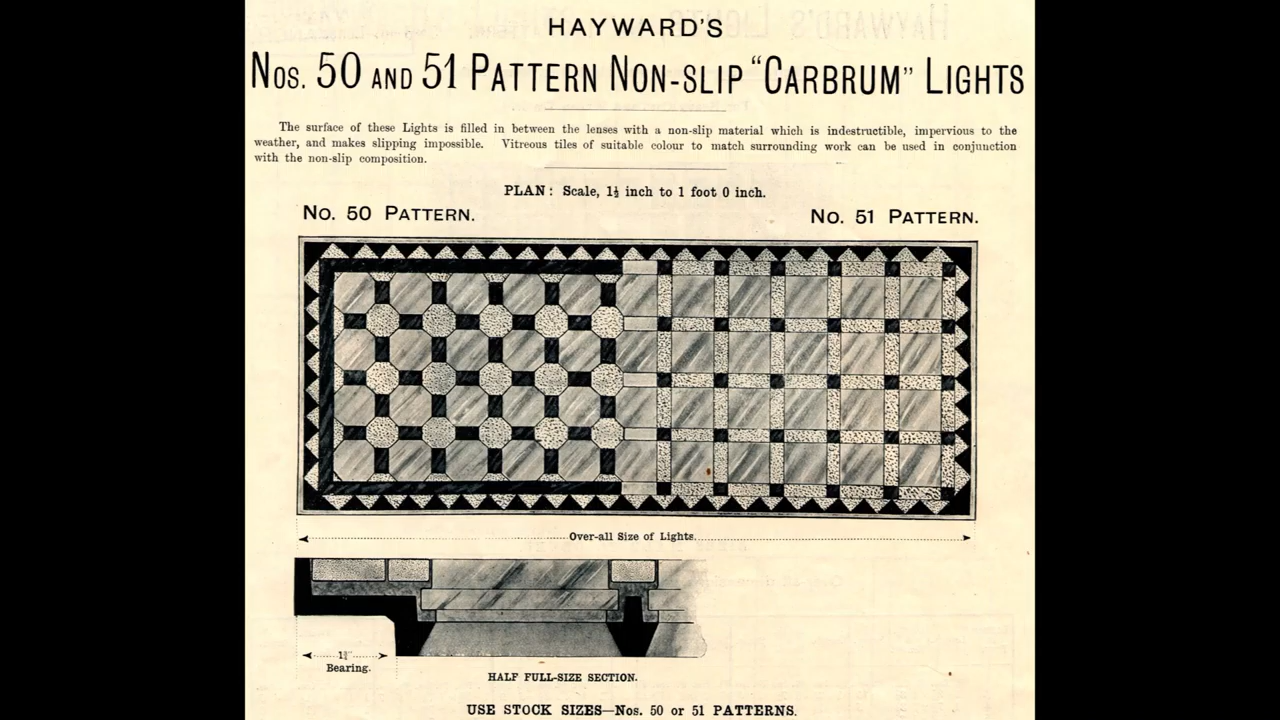 HAYWARD'S
NOS. 50 AND 51 PATTERN NON-SLIP "CARBRUM" LIGHTS
The surface of these Lights is filled in between the lenses with a non-slip material which is indestructible, impervious to the
weather, and makes slipping impossible. Vitreous tiles of suitable colour to match surrounding work can be used in conjunction
with the non-slip composition.
PLAN: Scale, 1½ inch to 1 foot 0 inch.
No. 50 PATTERN.
No. 51 PATTERN.
Over-all Size of Lights.
Bearing.
HALF FULL-SIZE SECTION.
USE STOCK SIZES—Nos. 50 or 51 PATTERNS.